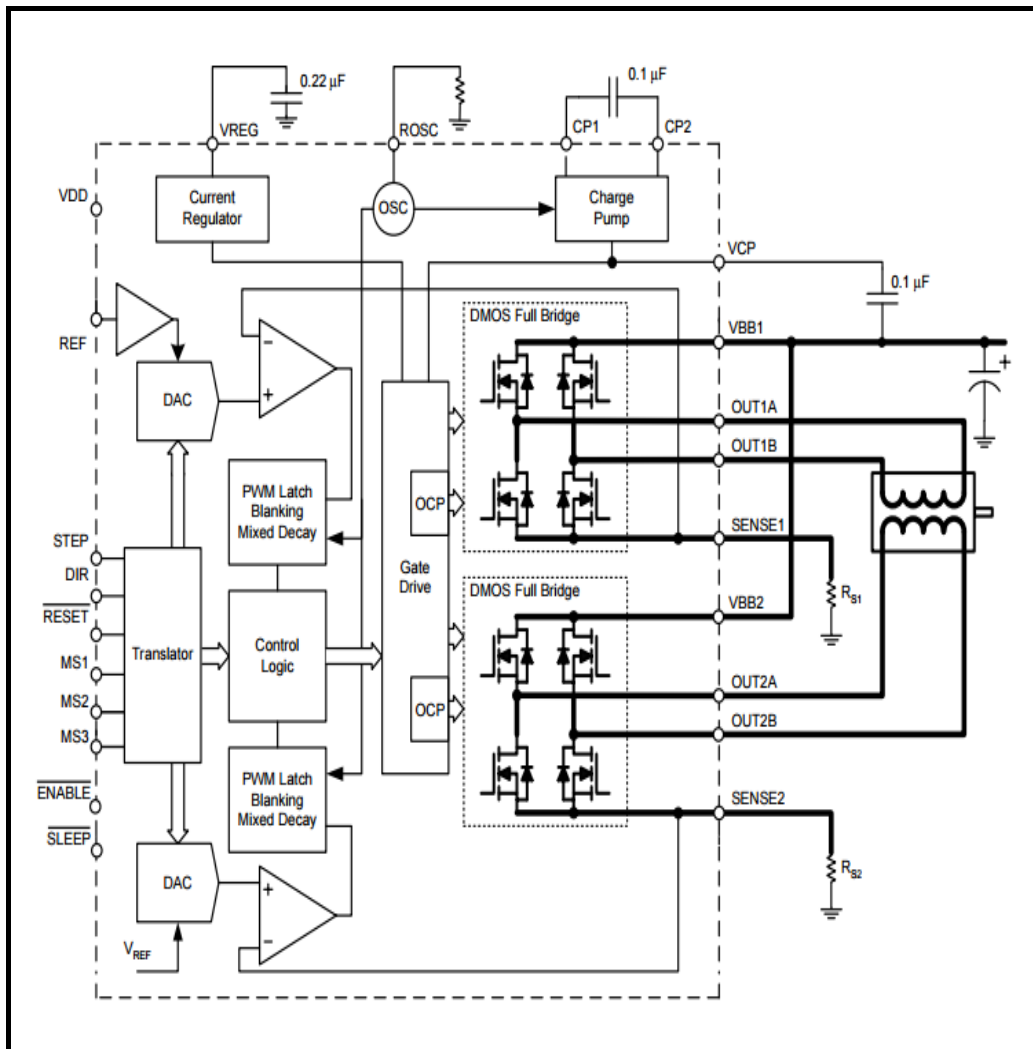 0.22 μF
0.1 μF
VREG
ROSC
CP1
CP2
VDD
Current
Regulator
OSC
Charge
Pump
VCP
0.1 μF
REF
DAC
−
+
DMOS Full Bridge
VBB1
+
OUT1A
OUT1B
PWM Latch
Blanking
Mixed Decay
OCP
Gate
Drive
SENSE1
RS1
STEP
DIR
RESET
MS1
MS2
MS3
Translator
Control
Logic
DMOS Full Bridge
VBB2
OUT2A
OUT2B
OCP
PWM Latch
Blanking
Mixed Decay
SENSE2
RS2
ENABLE
SLEEP
DAC
+
−
VREF